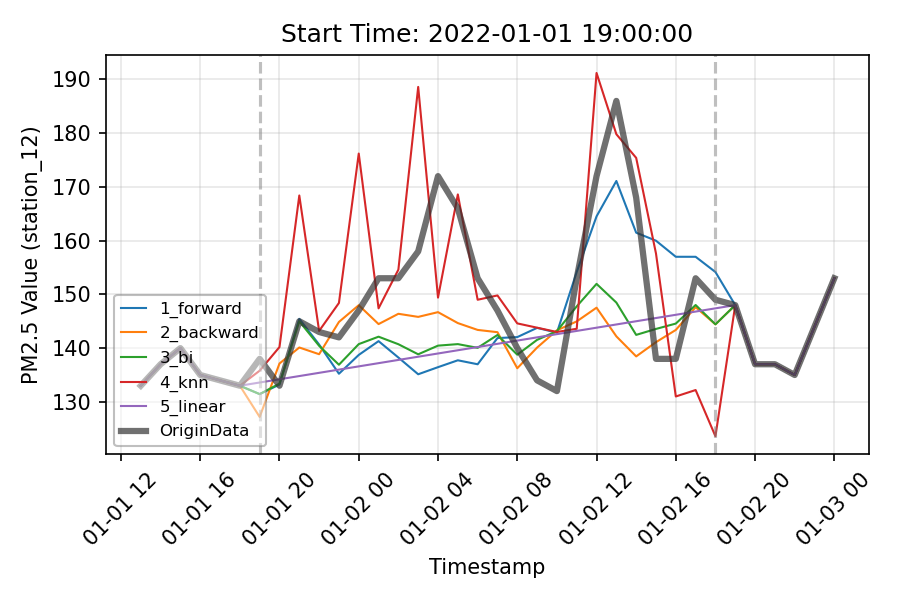 Start Time: 2022-01-01 19:00:00
PM2.5 Value (station_12)
190
180
170
160
150
140
130
1_forward
2_backward
3_bi
4_knn
5_linear
OriginData
01-01 12
01-01 16
01-01 20
01-02 00
01-02 04
01-02 08
01-02 12
01-02 16
01-02 20
01-03 00
Timestamp